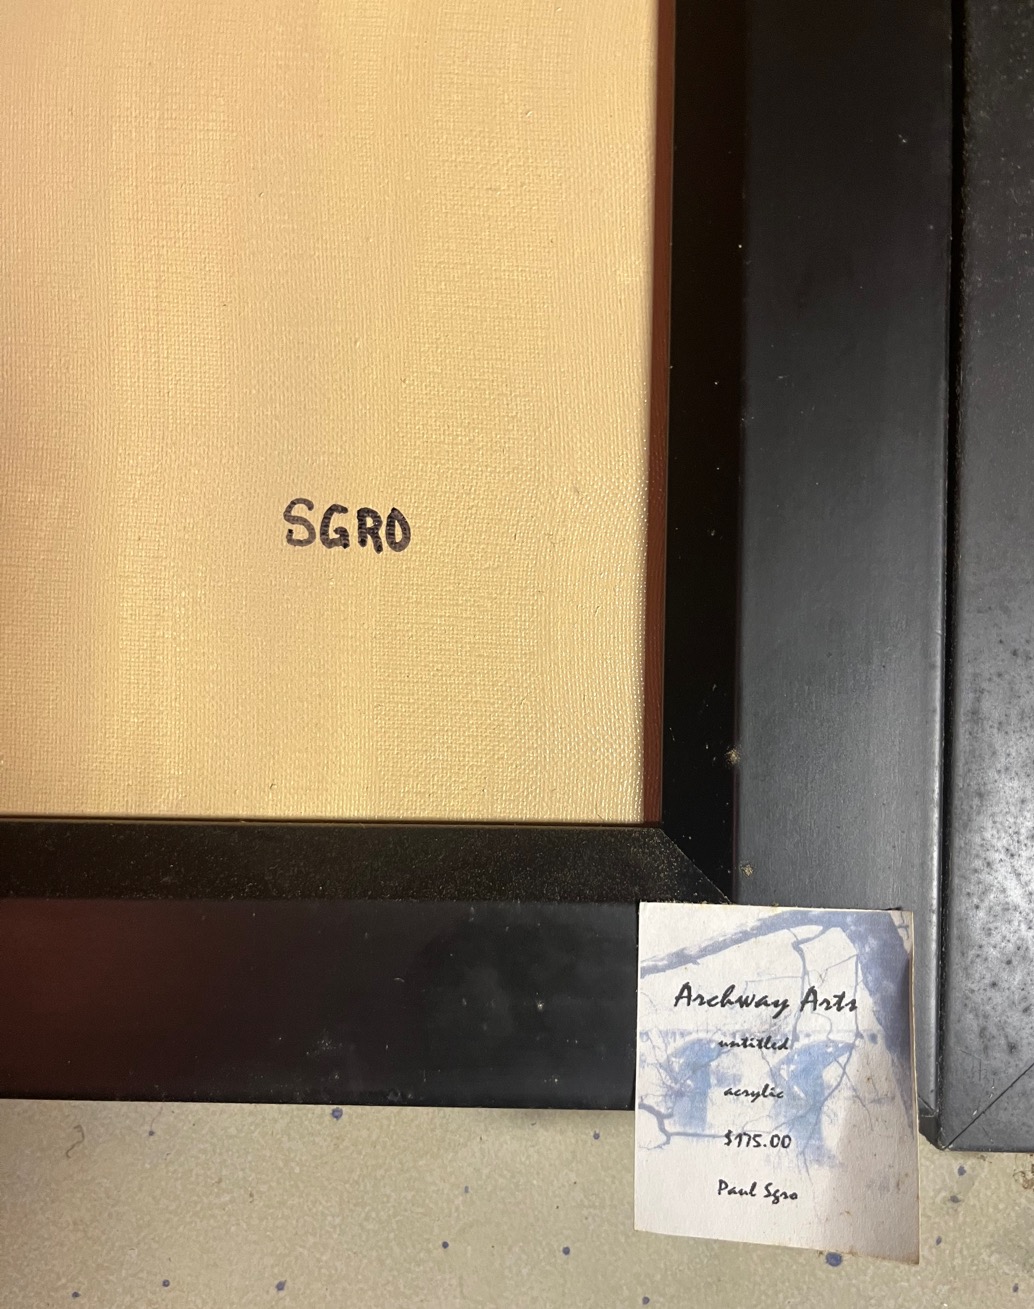 SGRO
Archway Arts
untitled
acrylic
$175.00
Paul Sgro